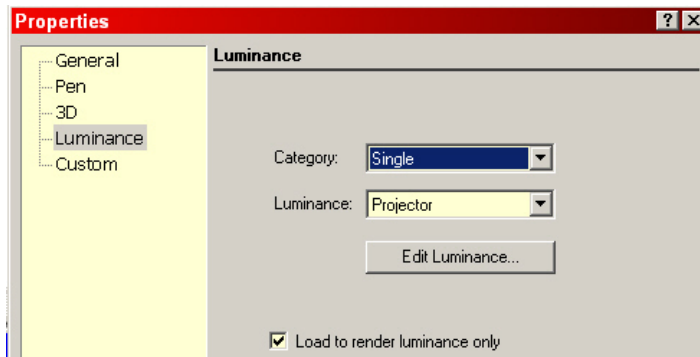 Properties
General
Pen
3D
Luminance
Custom
Luminance
Category: Single
Luminance: Projector
Edit Luminance...
Load to render luminance only